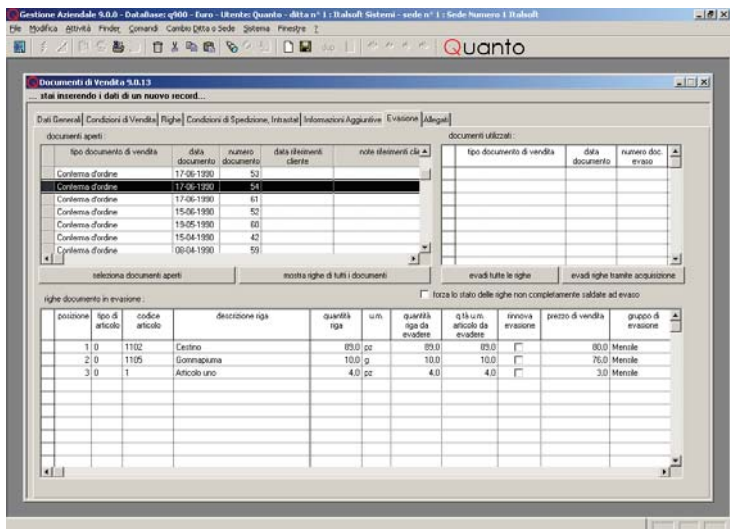 Gestione Aziendale 9.0.0 - DataBase: q900 - Euro - Utente: Quanto - ditta n° 1 : Italsoft Sistemi - sede n° 1 : Sede Numero 1 Italsoft
File Modifica Attività Finder Comandi Cambio Ditta o Sede Sistema Finestre ?
Quanto
Documenti di Vendita 9.0.13
... stai inserendo i dati di un nuovo record...
Dati Generali Condizioni di Vendita Righe Condizioni di Spedizione, Intrastat Informazioni Aggiuntive Evasione Allegati
documenti aperti :
documenti utilizzati :
tipo documento di vendita data documento numero documento data riferimenti cliente note riferimenti clie
tipo documento di vendita data documento numero doc. evaso
Conferma d'ordine 17-06-1990 53
Conferma d'ordine 17-06-1990 54
Conferma d'ordine 17-06-1990 61
Conferma d'ordine 15-06-1990 52
Conferma d'ordine 19-05-1990 60
Conferma d'ordine 15-04-1990 42
Conferma d'ordine 08-04-1990 59
seleziona documenti aperti mostra righe di tutti i documenti evadi tutte le righe evadi righe tramite acquisizione
righe documento in evasione :
forza lo stato delle righe non completamente saldate ad evaso
posizione tipo di articolo codice articolo descrizione riga quantità riga u.m. quantità riga da evadere q.tà u.m. articolo da evadere rinnova evasione prezzo di vendita gruppo di evasione
1 0 1102 Cestino 89,0 pz 89,0 89,0 80,0 Mensile
2 0 1105 Gommapiuma 10,0 g 10,0 10,0 76,0 Mensile
3 0 1 Articolo uno 4,0 pz 4,0 4,0 3,0 Mensile